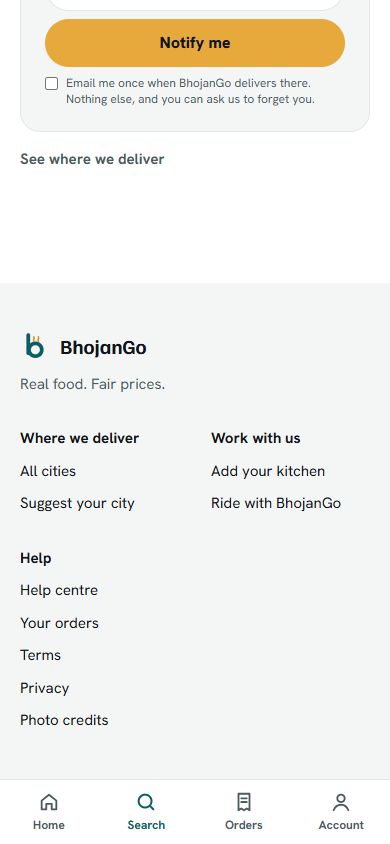 Notify me
Email me once when BhojanGo delivers there.
Nothing else, and you can ask us to forget you.
See where we deliver
BhojanGo
Real food. Fair prices.
Where we deliver
All cities
Suggest your city
Work with us
Add your kitchen
Ride with BhojanGo
Help
Help centre
Your orders
Terms
Privacy
Photo credits
Home
Search
Orders
Account